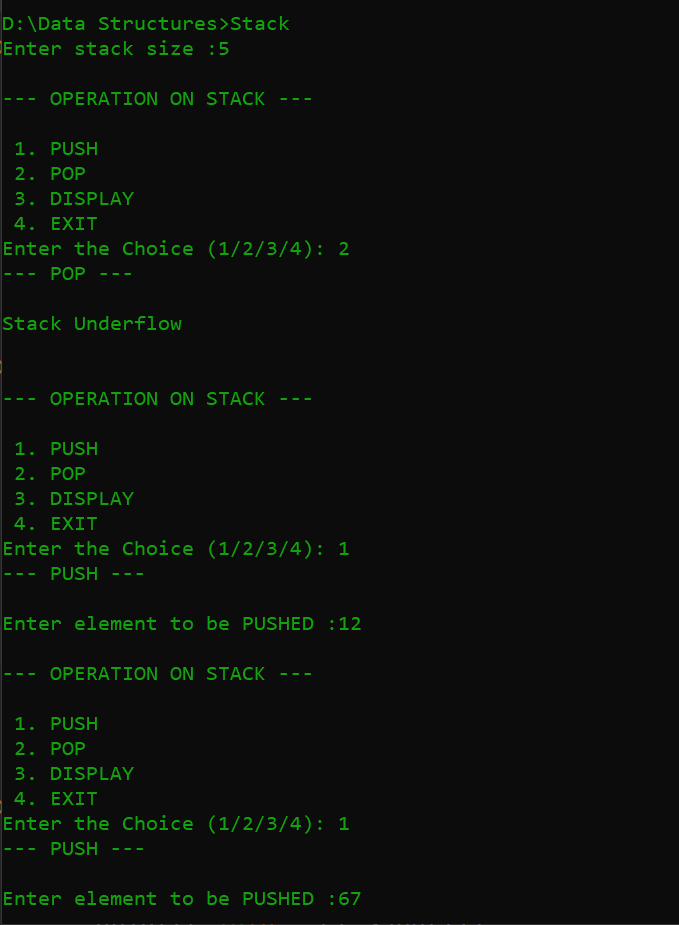 D:\Data Structures>Stack
Enter stack size :5
--- OPERATION ON STACK ---
1. PUSH
2. POP
3. DISPLAY
4. EXIT
Enter the Choice (1/2/3/4): 2
--- POP ---
Stack Underflow
--- OPERATION ON STACK ---
1. PUSH
2. POP
3. DISPLAY
4. EXIT
Enter the Choice (1/2/3/4): 1
--- PUSH ---
Enter element to be PUSHED :12
--- OPERATION ON STACK ---
1. PUSH
2. POP
3. DISPLAY
4. EXIT
Enter the Choice (1/2/3/4): 1
--- PUSH ---
Enter element to be PUSHED :67